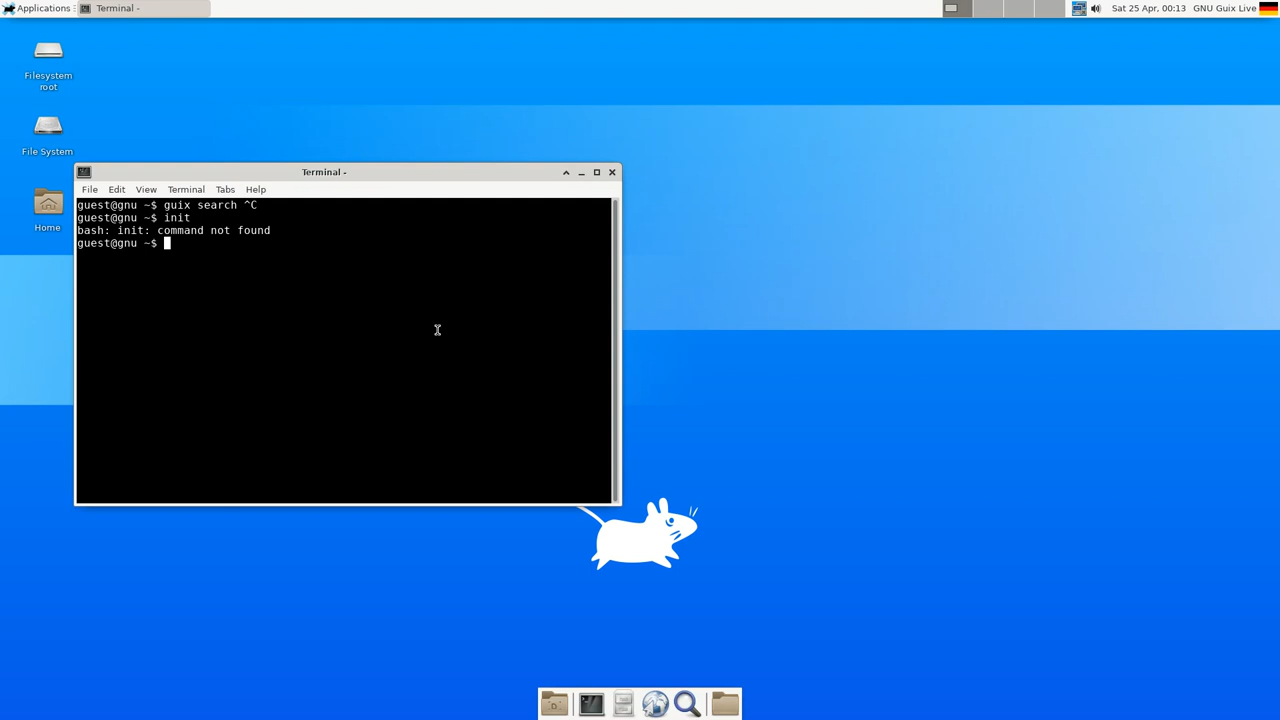 Applications
Terminal -
Sat 25 Apr, 00:13
GNU Guix Live
Filesystem
root
File System
Home
Terminal -
File Edit View Terminal Tabs Help
guest@gnu ~$ guix search ^C
guest@gnu ~$ init
bash: init: command not found
guest@gnu ~$